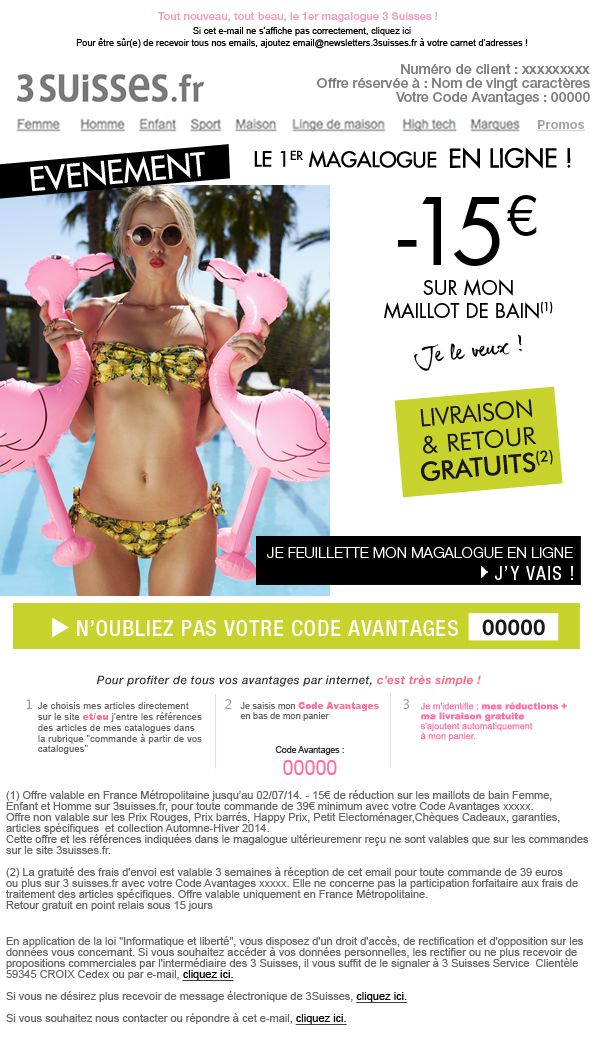 Tout nouveau, tout beau, le 1er magalogue 3 Suisses !
Si cet e-mail ne s'affiche pas correctement, cliquez ici
Pour être sûr(e) de recevoir tous nos emails, ajoutez email@newsletters.3suisses.fr à votre carnet d'adresses !
3SUISSES.fr
Numéro de client : xxxxxxxxx
Offre réservée à : Nom de vingt caractères
Votre Code Avantages : 00000
Femme Homme Enfant Sport Maison Linge de maison High tech Marques Promos
EVENEMENT
LE 1ER MAGALOGUE EN LIGNE !
-15€
SUR MON
MAILLOT DE BAIN(1)
Je le veux !
LIVRAISON
& RETOUR
GRATUITS(2)
JE FEUILLETTE MON MAGALOGUE EN LIGNE
J'Y VAIS !
N'OUBLIEZ PAS VOTRE CODE AVANTAGES 00000
Pour profiter de tous vos avantages par internet, c'est très simple !
1 Je choisis mes articles directement
sur le site et/ou j'entre les références
des articles de mes catalogues dans
la rubrique "commande à partir de vos
catalogues"
2 Je saisis mon Code Avantages
en bas de mon panier
Code Avantages :
00000
3 Je m'identifie : mes réductions +
ma livraison gratuite
s'ajoutent automatiquement
à mon panier.
(1) Offre valable en France Métropolitaine jusqu'au 02/07/14. - 15€ de réduction sur les maillots de bain Femme,
Enfant et Homme sur 3suisses.fr, pour toute commande de 39€ minimum avec votre Code Avantages xxxxx.
Offre non valable sur les Prix Rouges, Prix barrés, Happy Prix, Petit Electoménager,Chèques Cadeaux, garanties,
articles spécifiques et collection Automne-Hiver 2014.
Cette offre et les références indiquées dans le magalogue ultérieuremenr reçu ne sont valables que sur les commandes
sur le site 3suisses.fr.
(2) La gratuité des frais d'envoi est valable 3 semaines à réception de cet email pour toute commande de 39 euros
ou plus sur 3 suisses.fr avec votre Code Avantages xxxxx. Elle ne concerne pas la participation forfaitaire aux frais de
traitement des articles spécifiques. Offre valable uniquement en France Métropolitaine.
Retour gratuit en point relais sous 15 jours
En application de la loi "Informatique et liberté", vous disposez d'un droit d'accès, de rectification et d'opposition sur les
données vous concernant. Si vous souhaitez accéder à vos données personnelles, les rectifier ou ne plus recevoir de
propositions commerciales par l'intermédiaire des 3 Suisses, il vous suffit de le signaler à 3 Suisses Service Clientèle
59345 CROIX Cedex ou par e-mail, cliquez ici.
Si vous ne désirez plus recevoir de message électronique de 3Suisses, cliquez ici.
Si vous souhaitez nous contacter ou répondre à cet e-mail, cliquez ici.